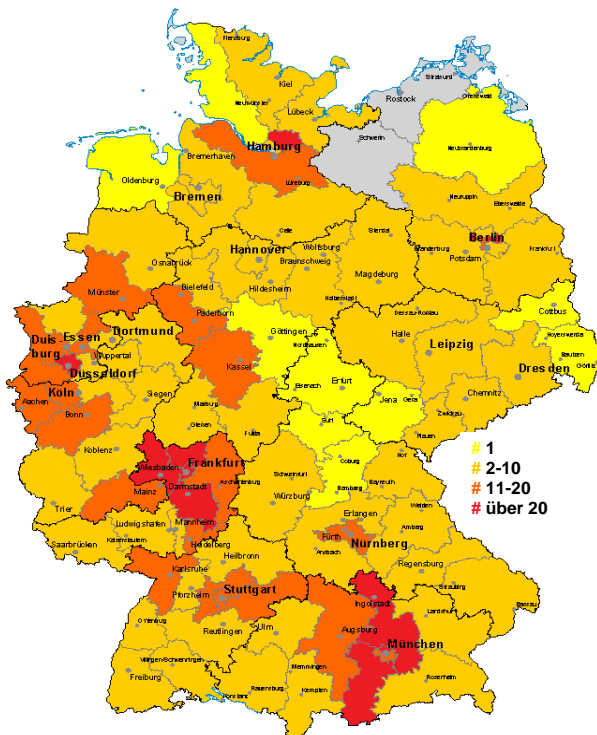 Flensburg
Kiel
Stralsund
Rostock
Greifswald
Neumünster
Lübeck
Schwerin
Hamburg
Neubrandenburg
Bremerhaven
Oldenburg
Lüneburg
Bremen
Neuruppin
Eberswalde
Celle
Stendal
Hannover
Wolfsburg
Berlin
Brandenburg
Frankfurt
Osnabrück
Braunschweig
Potsdam
Magdeburg
Münster
Bielefeld
Hildesheim
Halberstadt
Paderborn
Dessau-Roßlau
Cottbus
Duis
burg
Essen
Dortmund
Göttingen
Nordhausen
Halle
Leipzig
Hoyerswerda
Bautzen
Görlitz
Wuppertal
Düsseldorf
Kassel
Dresden
Köln
Siegen
Eisenach
Erfurt
Jena
Gera
Chemnitz
Aachen
Bonn
Marburg
Zwickau
Gießen
Suhl
Plauen
Koblenz
Fulda
Hof
# 1
Wiesbaden
Frankfurt
Coburg
# 2-10
Aschaffenburg
Schweinfurt
Bamberg
Bayreuth
# 11-20
Mainz
Darmstadt
Würzburg
# über 20
Trier
Weiden
Ludwigshafen
Mannheim
Erlangen
Amberg
Saarbrücken
Kaiserslautern
Heidelberg
Fürth
Nürnberg
Ansbach
Heilbronn
Karlsruhe
Regensburg
Straubing
Pforzheim
Stuttgart
Ingolstadt
Passau
Landshut
Offenburg
Reutlingen
Ulm
Augsburg
München
Villingen-Schwenningen
Memmingen
Freiburg
Rosenheim
Konstanz
Ravensburg
Kempten